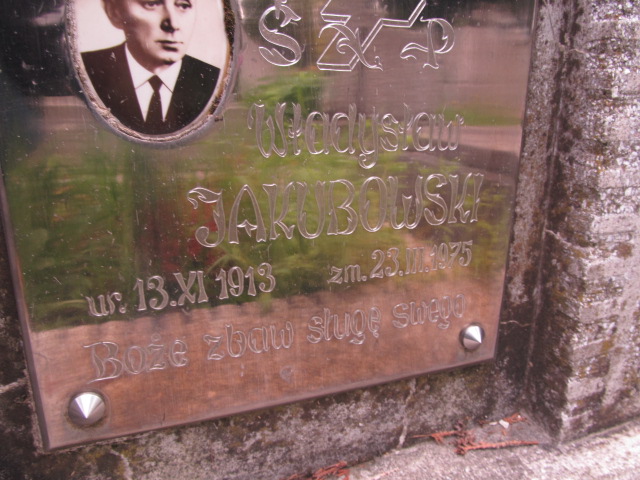 Ś † P
Władysław
JAKUBOWSKI
ur. 13.XI 1913 zm. 23.III.1975
Boże zbaw sługę swego